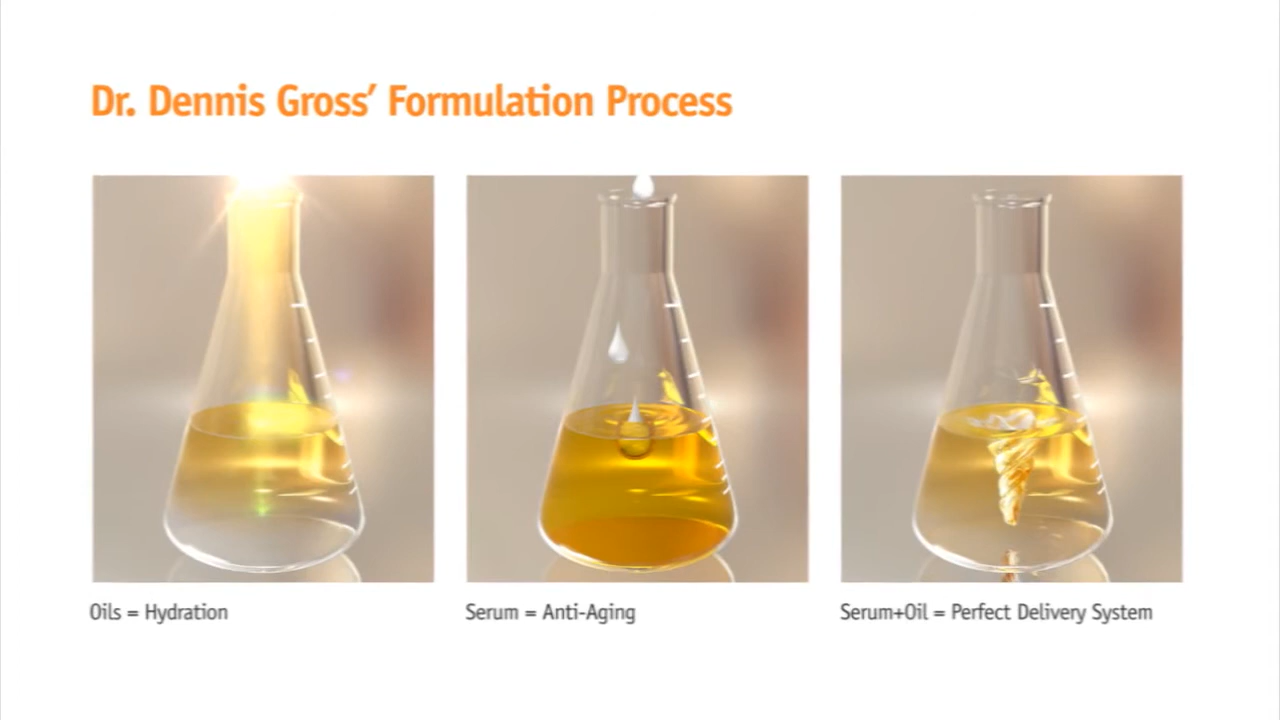 Dr. Dennis Gross′ Formulation Process
Oils = Hydration
Serum = Anti-Aging
Serum+Oil = Perfect Delivery System